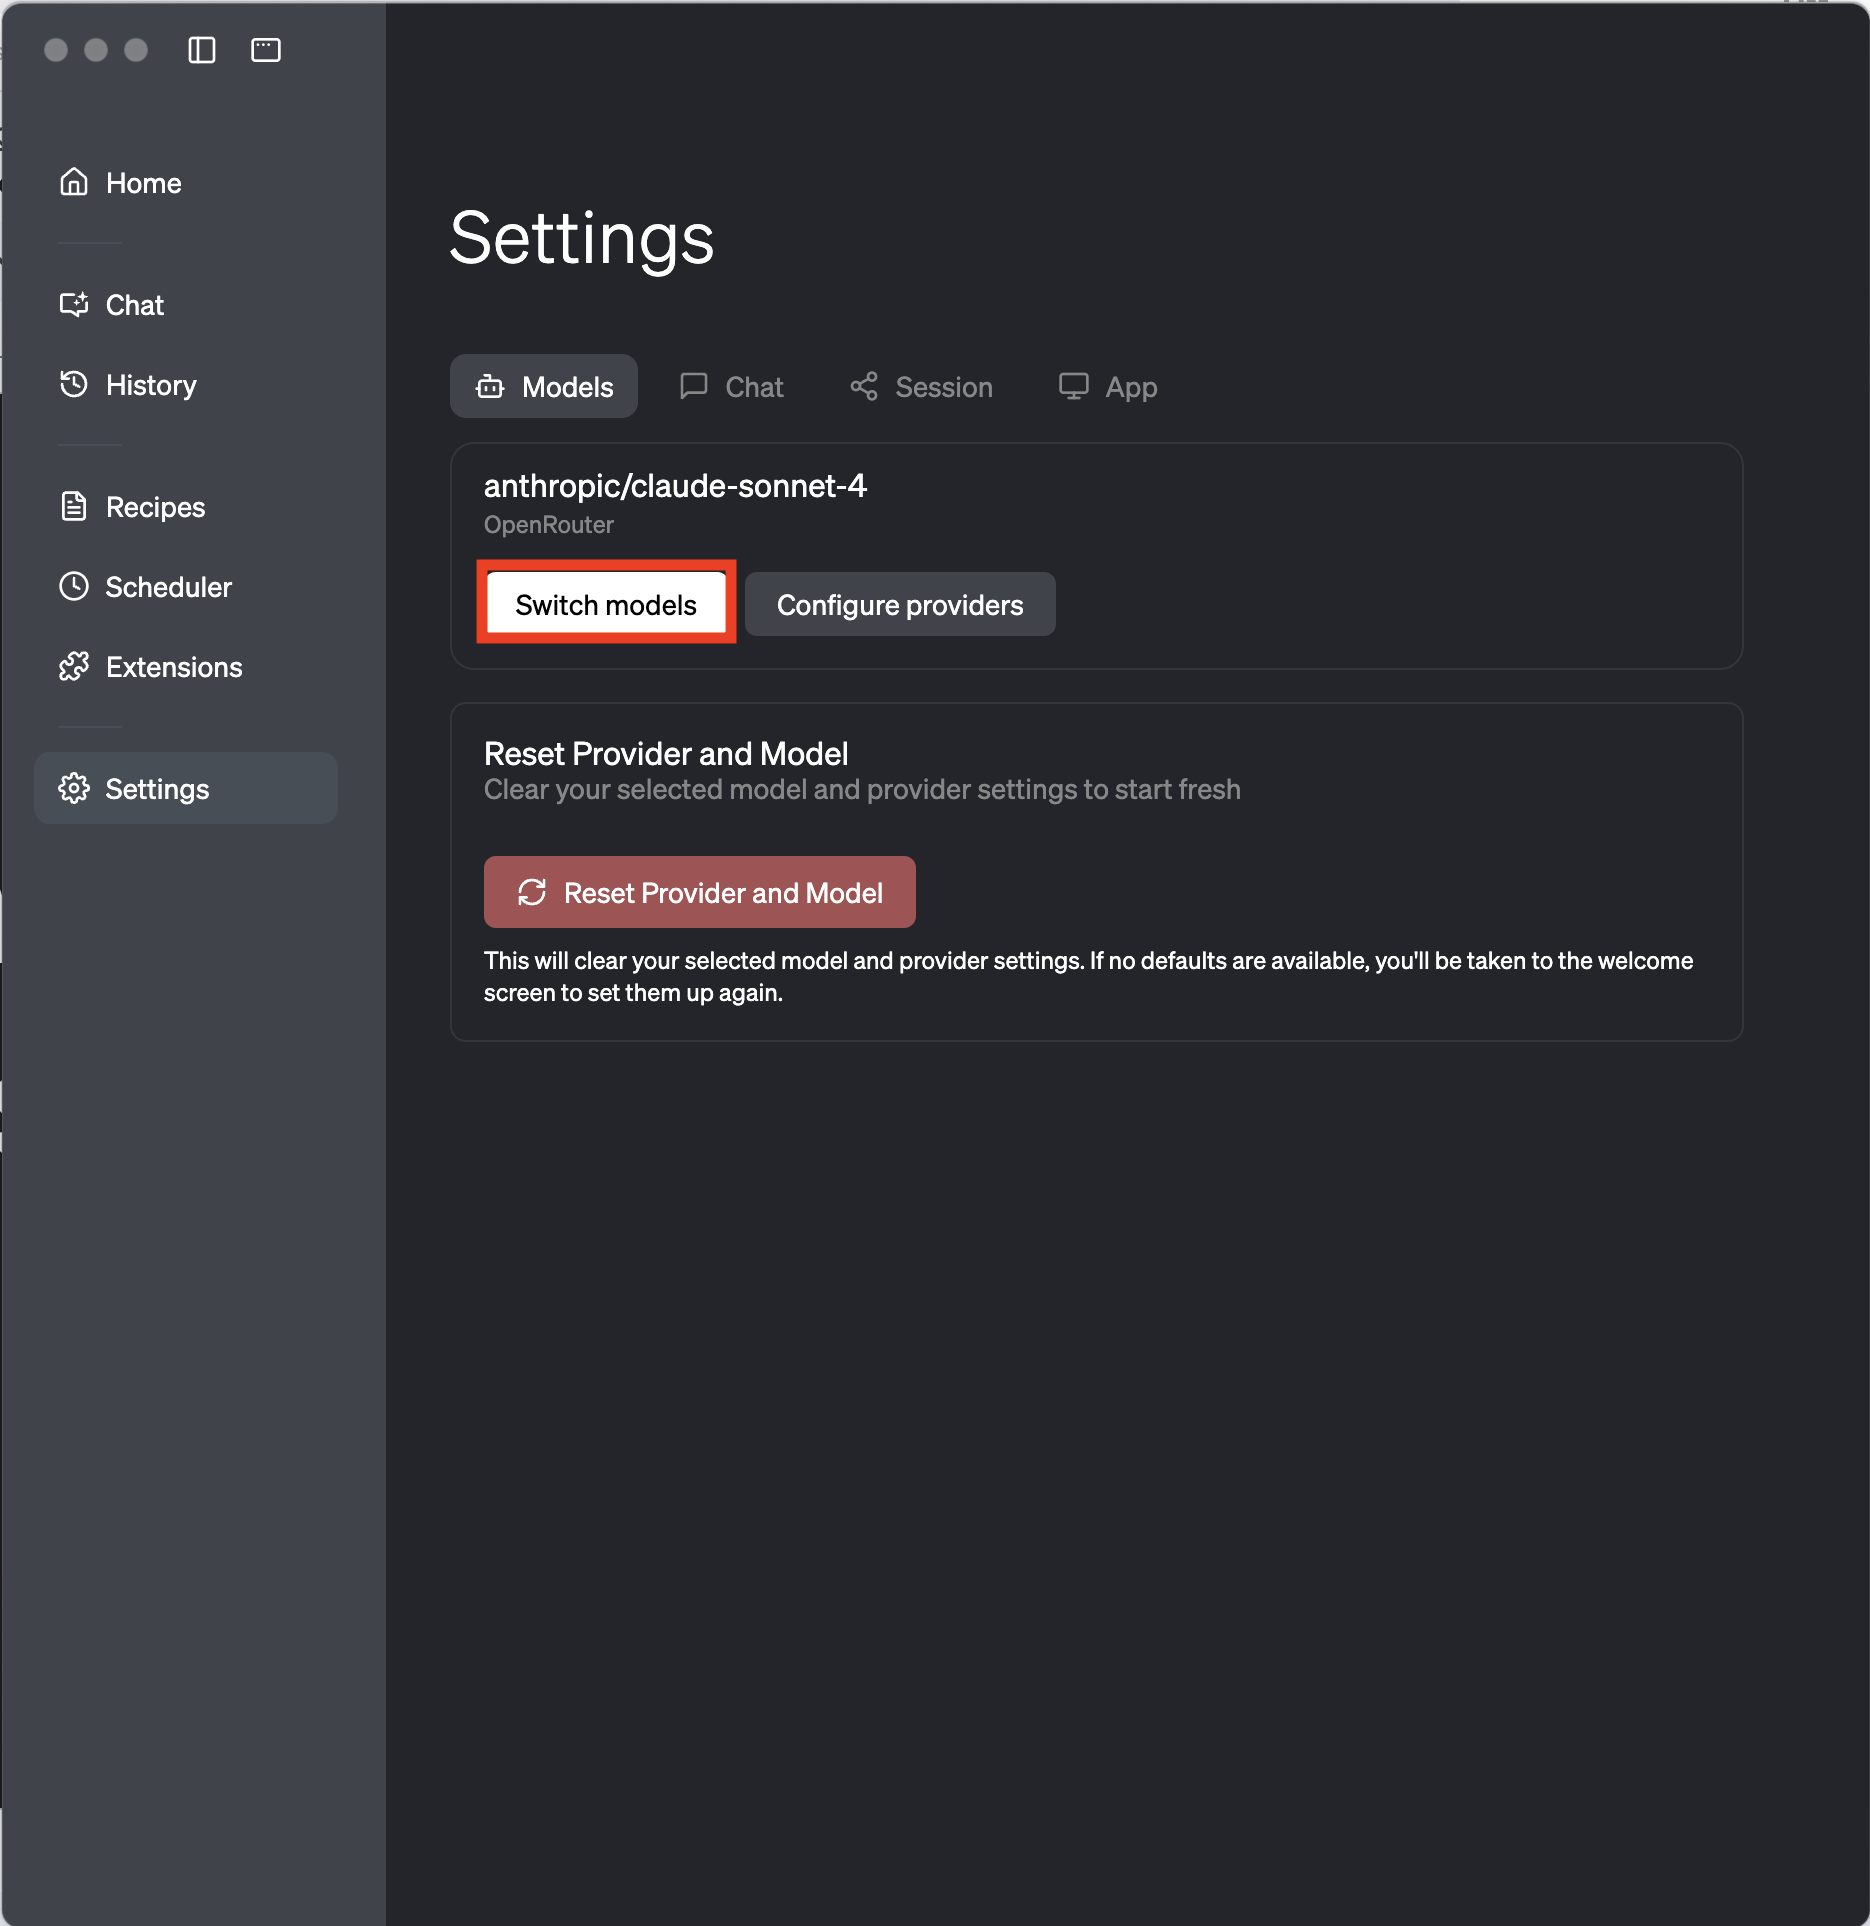 Home
Chat
History
Recipes
Scheduler
Extensions
Settings
Settings
Models
Chat
Session
App
anthropic/claude-sonnet-4
OpenRouter
Switch models
Configure providers
Reset Provider and Model
Clear your selected model and provider settings to start fresh
Reset Provider and Model
This will clear your selected model and provider settings. If no defaults are available, you'll be taken to the welcome
screen to set them up again.